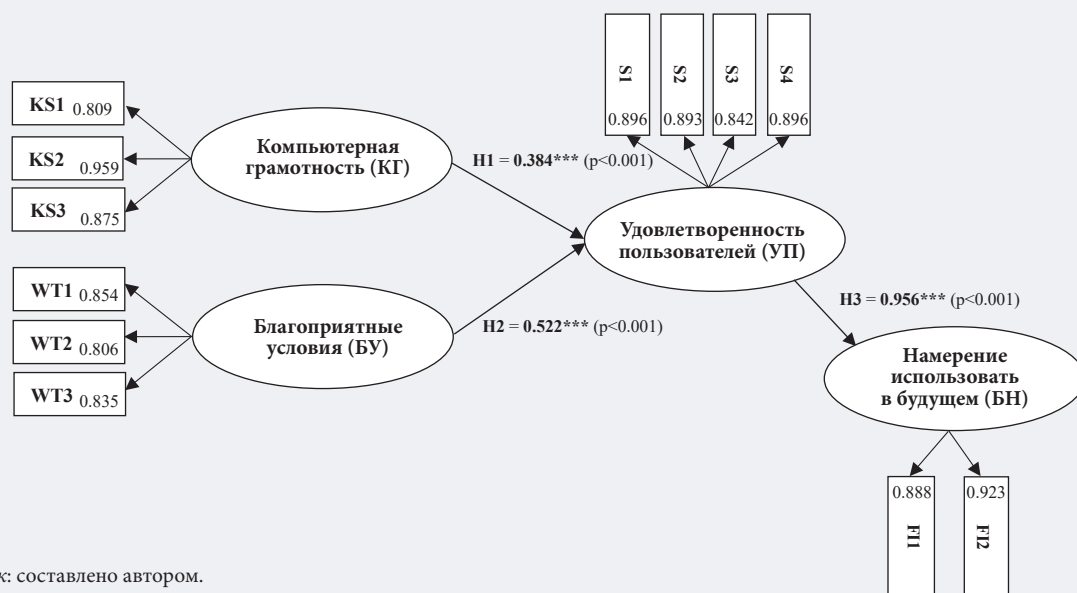 S1
S2
S3
S4
0.896
0.893
0.842
0.896
KS1 0.809
KS2 0.959
KS3 0.875
Компьютерная
грамотность (КГ)
H1 = 0.384*** (p<0.001)
Удовлетворенность
пользователей (УП)
WT1 0.854
WT2 0.806
WT3 0.835
Благоприятные
условия (БУ)
H2 = 0.522*** (p<0.001)
H3 = 0.956*** (p<0.001)
Намерение
использовать
в будущем (БН)
0.888
0.923
FI1
FI2
к: составлено автором.